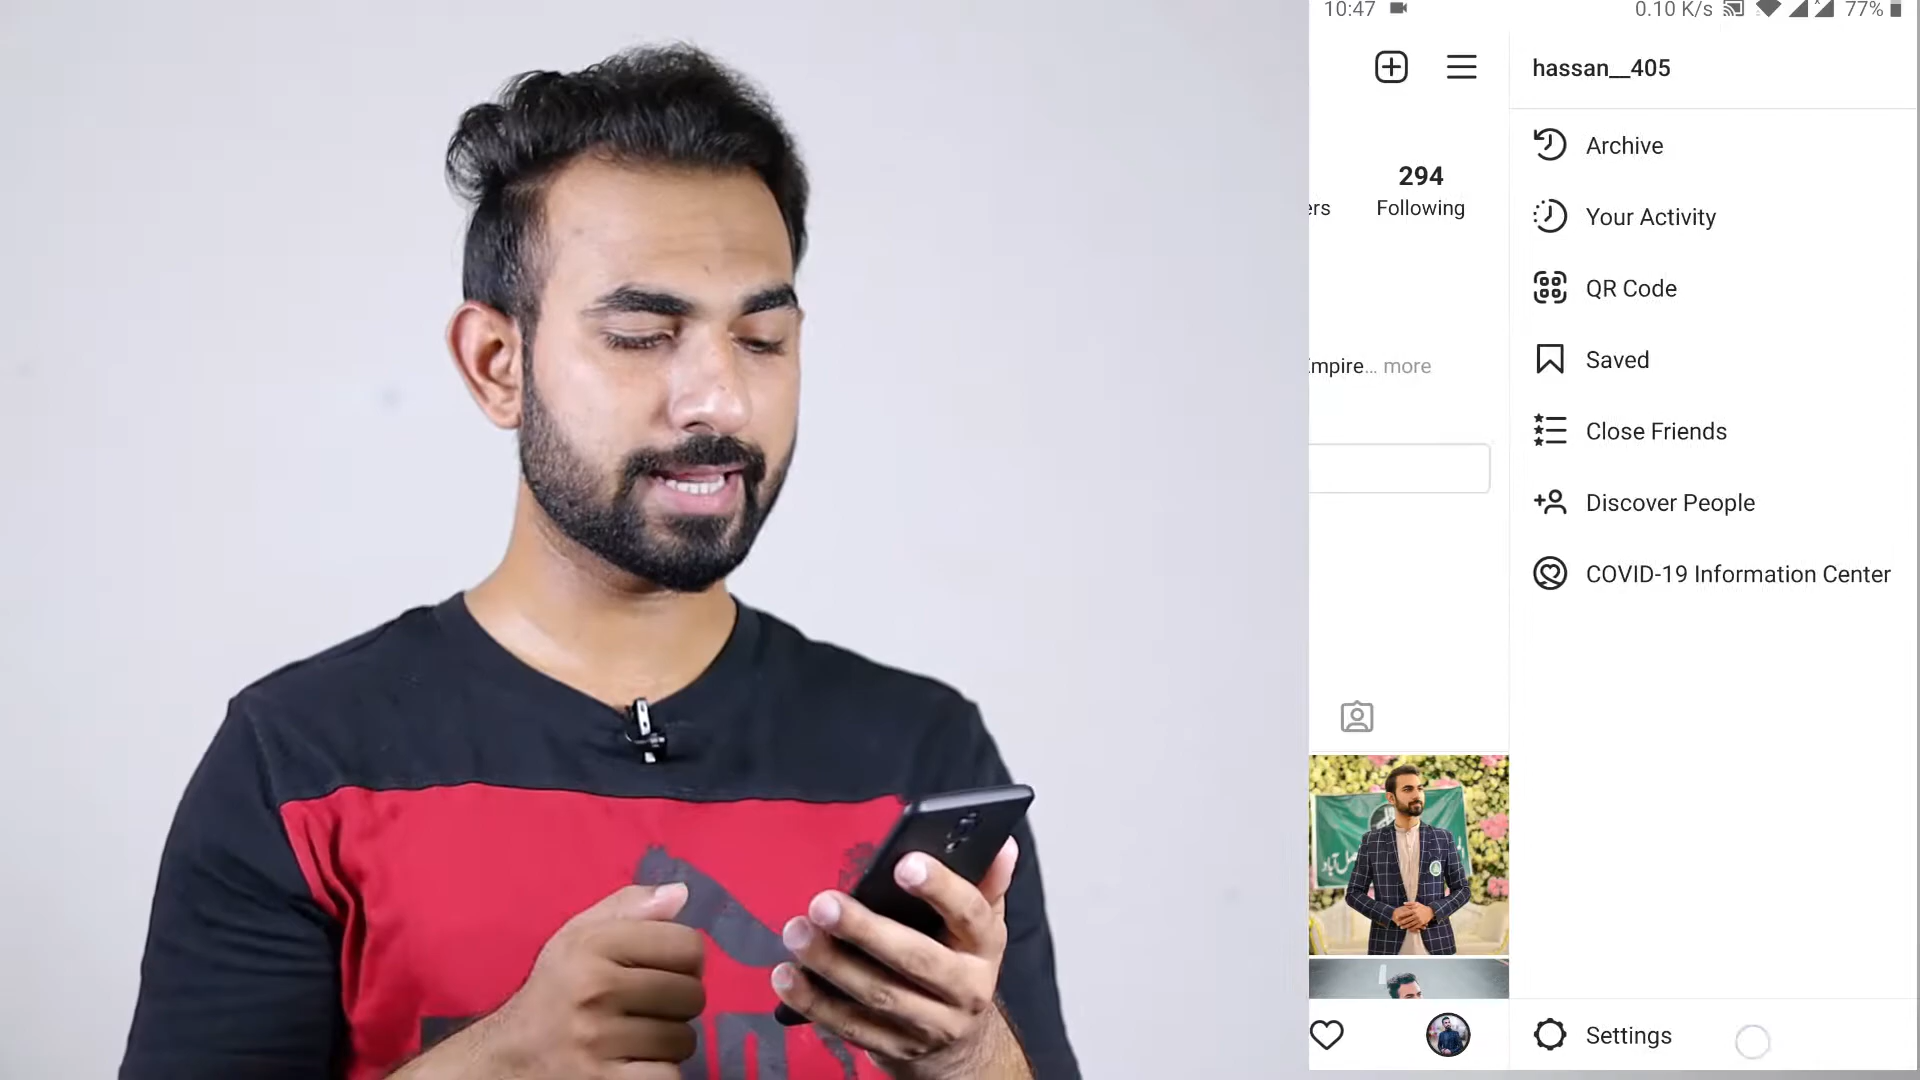 10:47 0.10 K/s 77%
hassan__405
Archive
294
Your Activity
ers Following
QR Code
Saved
Empire... more
Close Friends
Discover People
COVID-19 Information Center
Settings